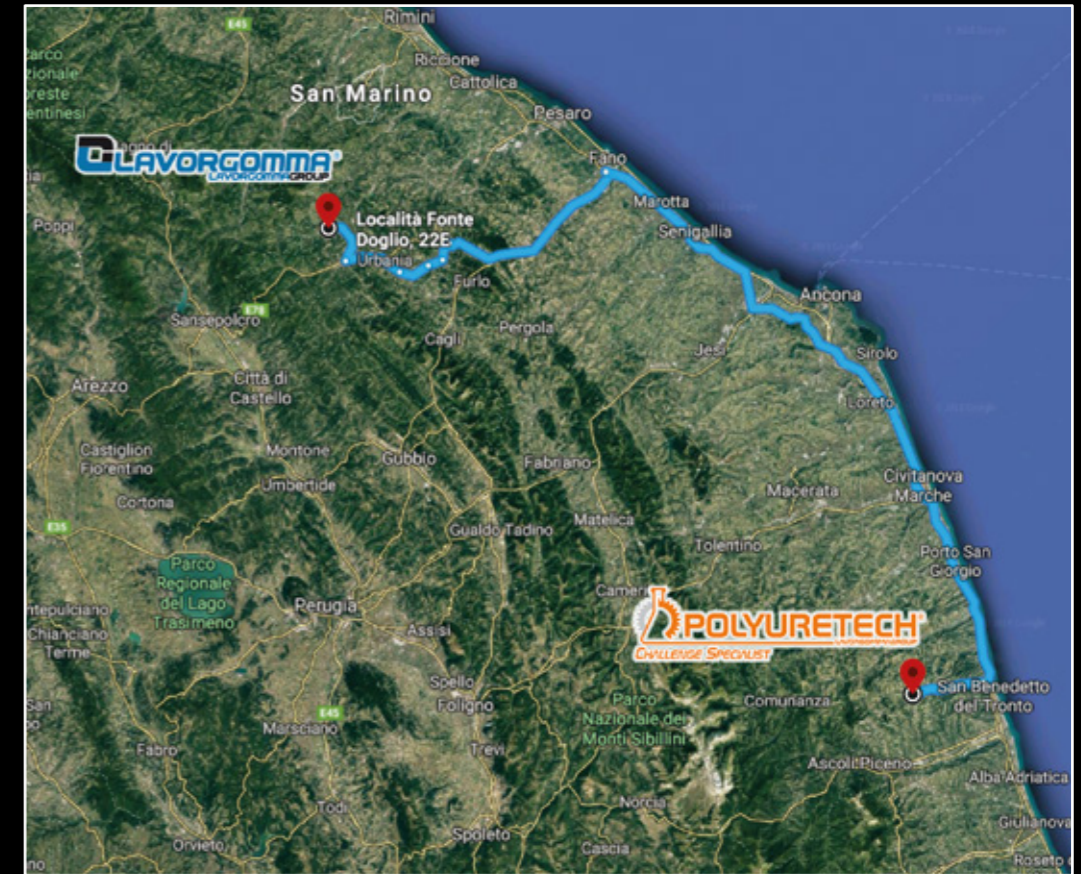 Rimini
E45
Riccione
Cattolica
San Marino
Pesaro
LAVORGOMMA®
LAVORGOMMAGROUP
Fano
Marotta
Poppi
Località Fonte
Doglio, 22E
Senigallia
Urbania
Furlo
Ancona
E78
Sansepolcro
Pergola
Cagli
Jesi
Sirolo
Arezzo
Città di
Castello
Loreto
Castiglion
Fiorentino
Montone
Gubbio
Fabriano
Civitanova
Marche
Umbertide
Macerata
Cortona
E35
Gualdo Tadino
Matelica
Tolentino
Porto San
Giorgio
Parco
Regionale
del Lago
Trasimeno
Perugia
Chianciano
Terme
Assisi
POLYURETECH®
LAVORGOMMAGROUP
CHALLENGE SPECIALIST
Spello
Foligno
San Benedetto
del Tronto
Comunanza
Parco
Nazionale dei
Monti Sibillini
E45
Marsciano
Fabro
Trevi
Ascoli Piceno
Alba Adriatica
Todi
Norcia
Giulianova
Orvieto
Spoleto
Cascia